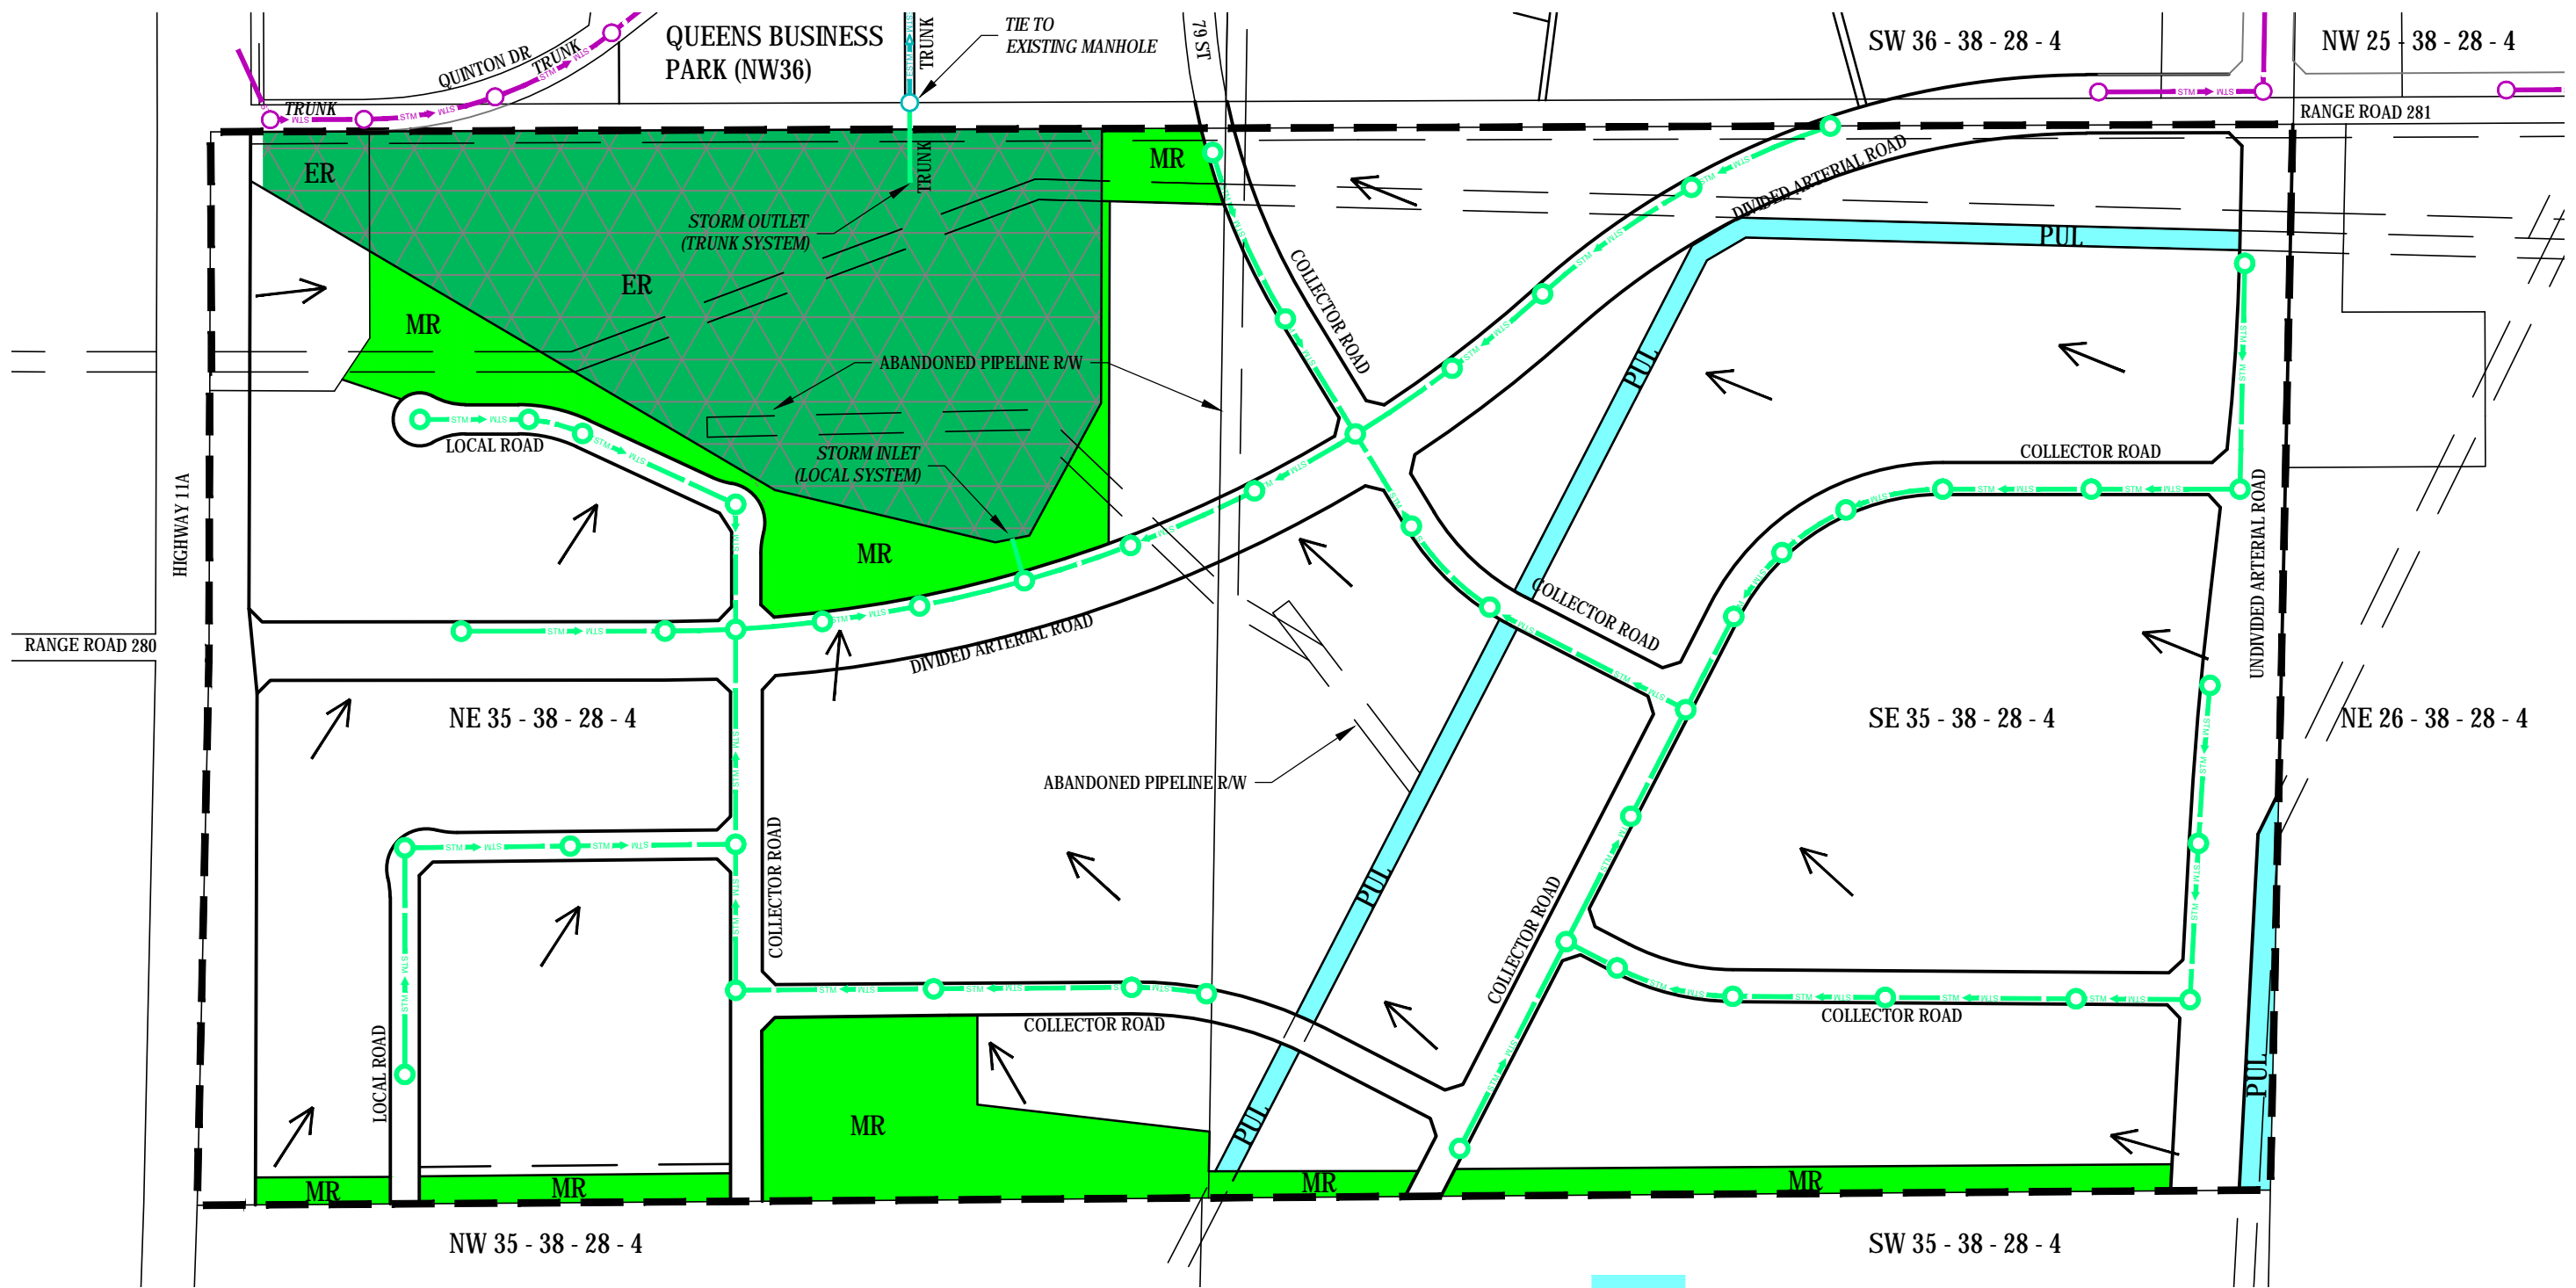 QUEENS BUSINESS
PARK (NW36)
TIE TO
EXISTING MANHOLE
TRUNK
79 ST
SW 36 - 38 - 28 - 4
NW 25 - 38 - 28 - 4
QUINTON DR
TRUNK
TRUNK
RANGE ROAD 281
ER
TRUNK
MR
DIVIDED ARTERIAL ROAD
STORM OUTLET
(TRUNK SYSTEM)
PUL
ER
COLLECTOR ROAD
MR
ABANDONED PIPELINE R/W
PUL
LOCAL ROAD
STORM INLET
(LOCAL SYSTEM)
COLLECTOR ROAD
HIGHWAY 11A
MR
UNDIVIDED ARTERIAL ROAD
COLLECTOR ROAD
RANGE ROAD 280
DIVIDED ARTERIAL ROAD
NE 35 - 38 - 28 - 4
SE 35 - 38 - 28 - 4
NE 26 - 38 - 28 - 4
ABANDONED PIPELINE R/W
COLLECTOR ROAD
PUL
COLLECTOR ROAD
COLLECTOR ROAD
COLLECTOR ROAD
LOCAL ROAD
PUL
MR
PUL
MR
MR
MR
MR
NW 35 - 38 - 28 - 4
SW 35 - 38 - 28 - 4